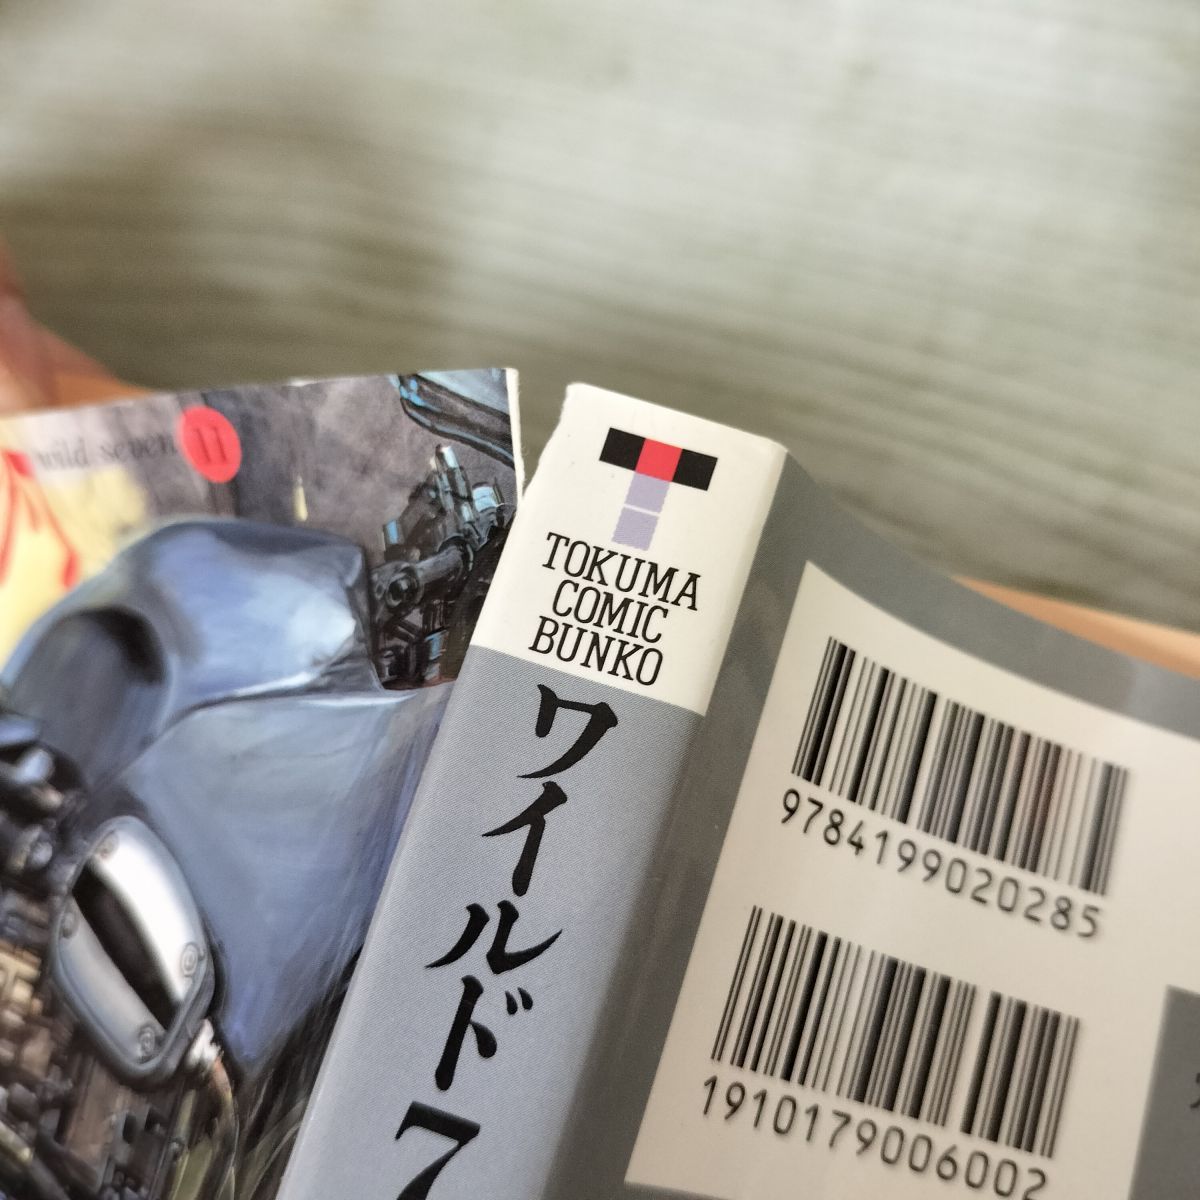 wild seven 11
TOKUMA
COMIC
BUNKO
ワイルド7
9784199020285
1910179006002